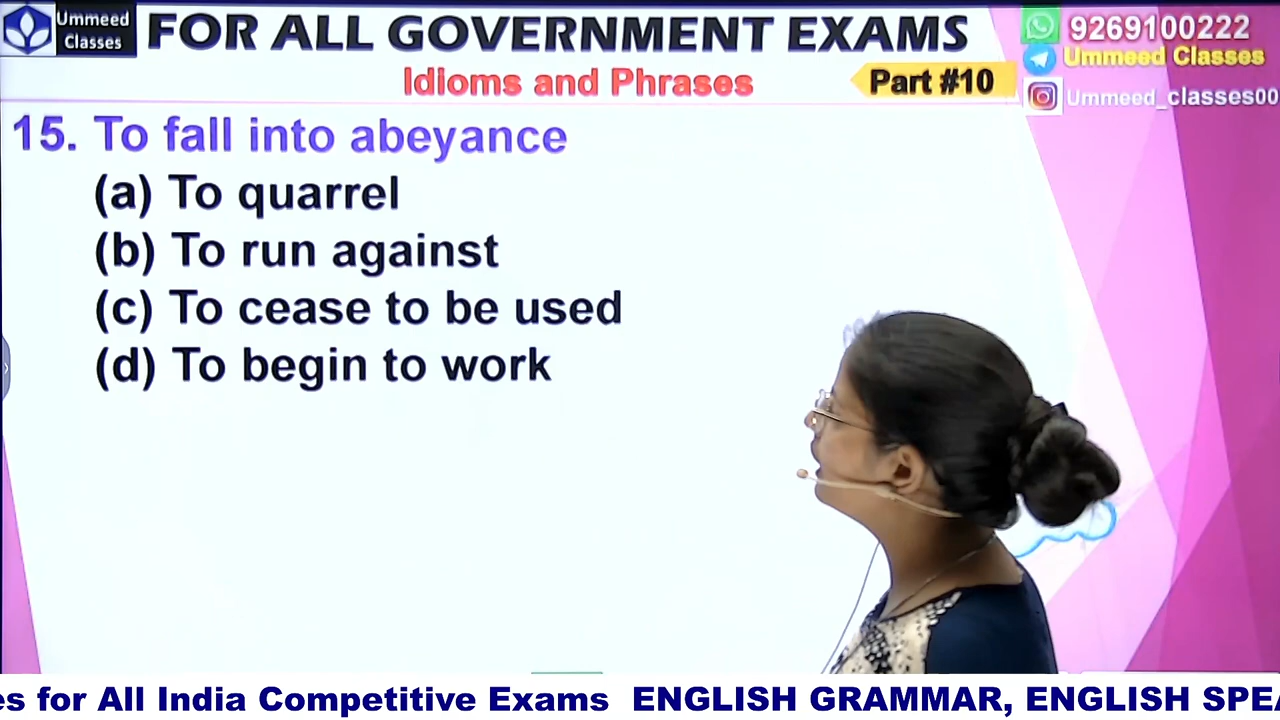 Ummeed
Classes
FOR ALL GOVERNMENT EXAMS
9269100222
Idioms and Phrases
Part #10
Ummeed Classes
Ummeed_classes00
15. To fall into abeyance
(a) To quarrel
(b) To run against
(c) To cease to be used
(d) To begin to work
es for All India Competitive Exams ENGLISH GRAMMAR, ENGLISH SPE